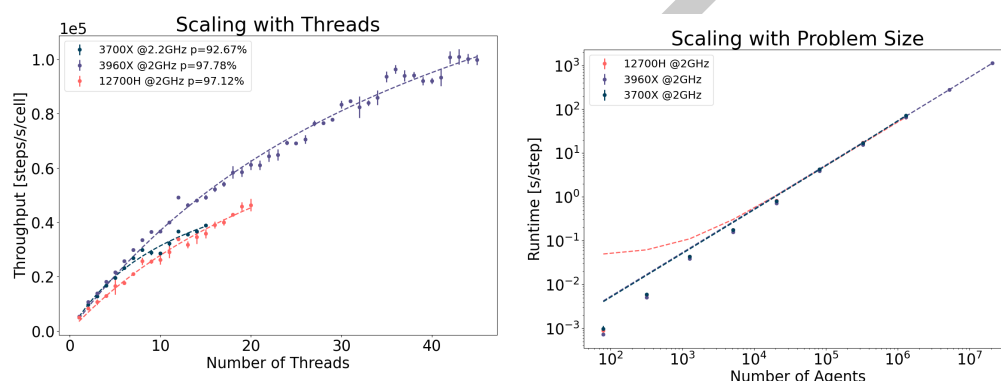 Scaling with Threads
1e5
3700X @2.2GHz p=92.67%
3960X @2GHz p=97.78%
12700H @2GHz p=97.12%
Throughput [steps/s/cell]
1.0
0.8
0.6
0.4
0.2
0.0
0 10 20 30 40
Number of Threads
Scaling with Problem Size
12700H @2GHz
3960X @2GHz
3700X @2GHz
Runtime [s/step]
10³
10²
10¹
10⁰
10⁻¹
10⁻²
10⁻³
10² 10³ 10⁴ 10⁵ 10⁶ 10⁷
Number of Agents